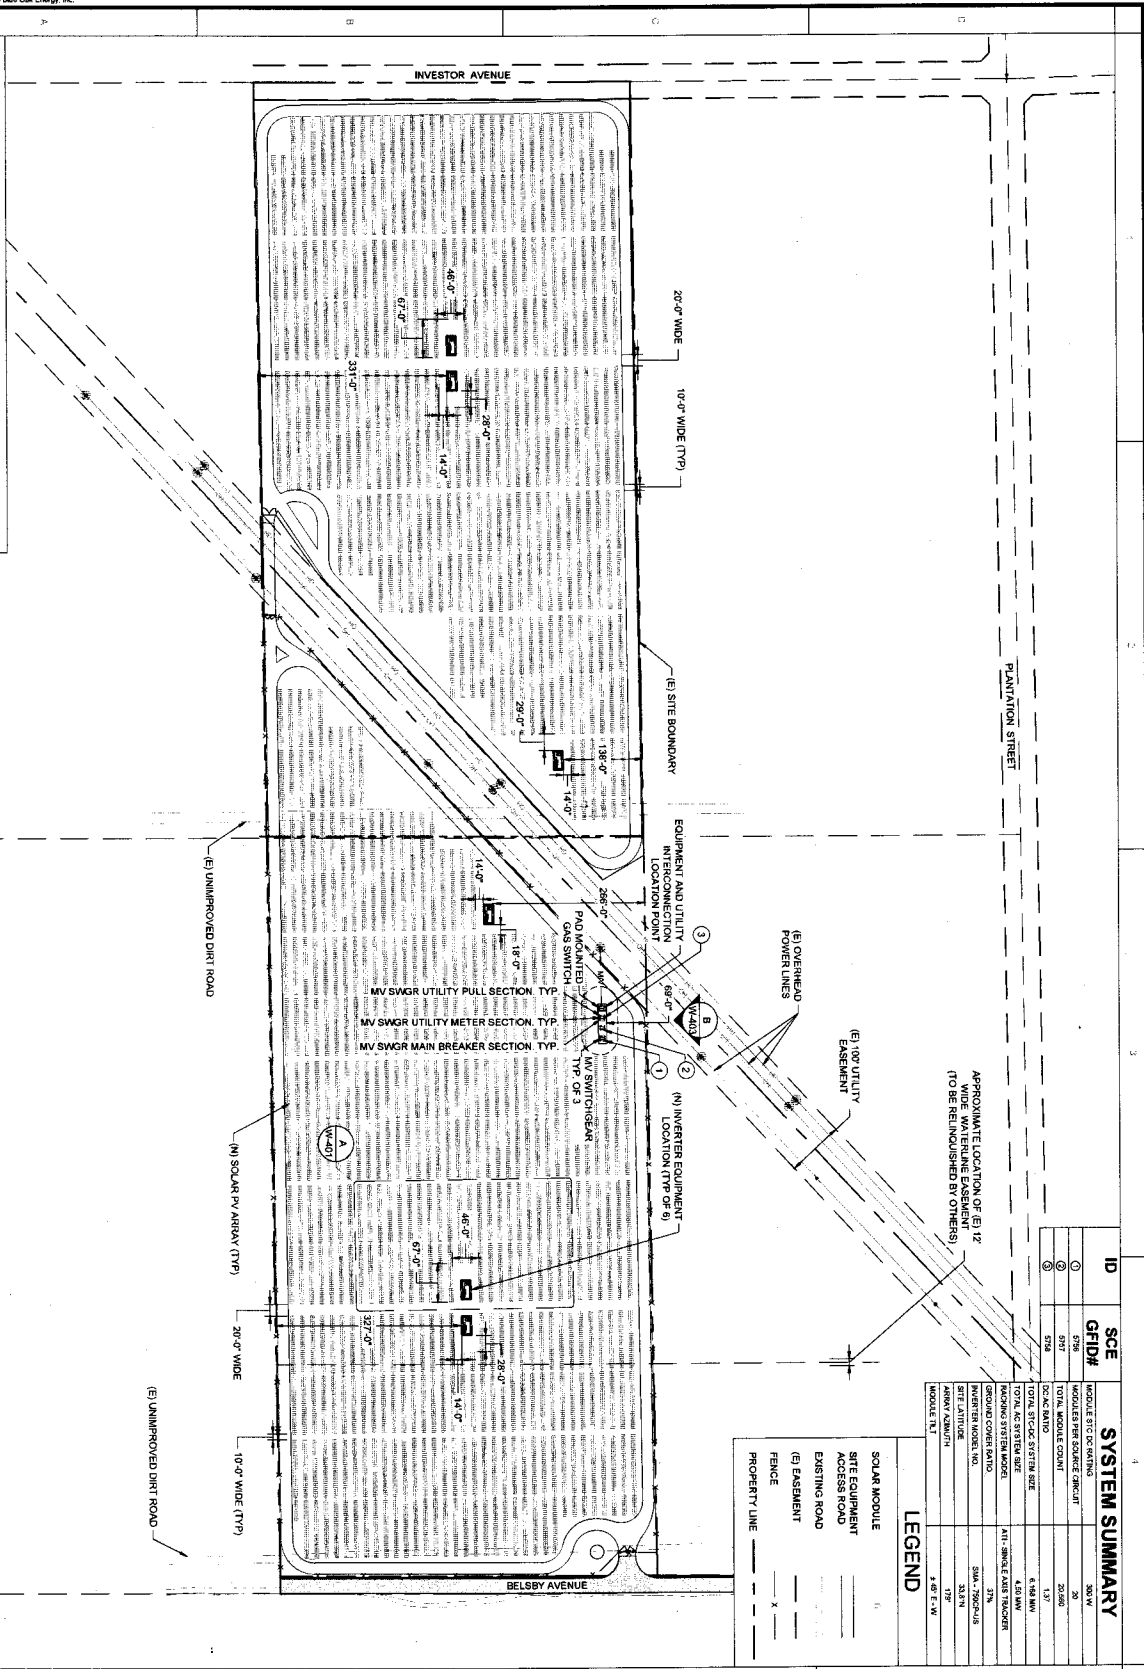 INVESTOR AVENUE
20'-0" WIDE
10'-0" WIDE (TYP)
46'-0"
67'-0"
331'-0"
28'-0"
14'-0"
PLANTATION STREET
(E) SITE BOUNDARY
29'-0"
138'-0"
14'-0"
(E) UNIMPROVED DIRT ROAD
EQUIPMENT AND UTILITY
INTERCONNECTION
LOCATION POINT
14'-0"
18'-0"
266'-0"
PAD MOUNTED
GAS SWITCH
MV
69'-0"
3
B
W-403
(E) OVERHEAD
POWER LINES
(E) 100' UTILITY
EASEMENT
APPROXIMATE LOCATION OF (E) 12'
WIDE WATERLINE EASEMENT
(TO BE RELINQUISHED BY OTHERS)
MV SWGR UTILITY PULL SECTION, TYP.
MV SWGR UTILITY METER SECTION, TYP.
MV SWGR MAIN BREAKER SECTION, TYP.
1
2
MV SWITCHGEAR
TYP. OF 3
(N) INVERTER EQUIPMENT
LOCATION (TYP OF 6)
A
W-401
(N) SOLAR PV ARRAY (TYP)
46'-0"
67'-0"
327'-0"
28'-0"
14'-0"
20'-0" WIDE
10'-0" WIDE (TYP)
(E) UNIMPROVED DIRT ROAD
BELSBY AVENUE
ID
SCE
GFID#
1 5756
2 5757
3 5758
SYSTEM SUMMARY
MODULE STC DC RATING 300 W
MODULES PER SOURCE CIRCUIT 20
TOTAL MODULE COUNT 20,560
DC:AC RATIO 1.37
TOTAL STC-DC SYSTEM SIZE 6.168 MW
TOTAL AC SYSTEM SIZE 4.50 MW
RACKING SYSTEM MODEL ATI - SINGLE AXIS TRACKER
GROUND COVER RATIO 37%
INVERTER MODEL NO. SMA - 750CP-US
SITE LATITUDE 33.8°N
ARRAY AZIMUTH 179°
MODULE TILT ± 45° E - W
LEGEND
SOLAR MODULE
SITE EQUIPMENT
ACCESS ROAD
EXISTING ROAD
(E) EASEMENT
FENCE
PROPERTY LINE